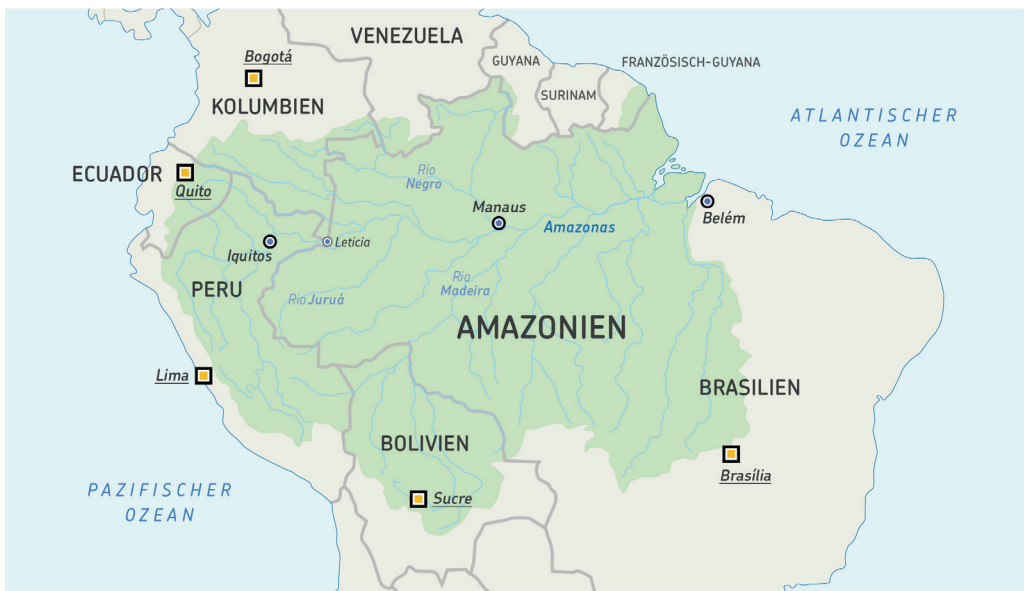 VENEZUELA
Bogotá
GUYANA
FRANZÖSISCH-GUYANA
SURINAM
KOLUMBIEN
ATLANTISCHER
OZEAN
ECUADOR
Quito
Rio
Negro
Manaus
Belém
Amazonas
Leticia
Iquitos
PERU
Rio
Madeira
Rio Juruá
AMAZONIEN
Lima
BRASILIEN
BOLIVIEN
Brasília
PAZIFISCHER
OZEAN
Sucre